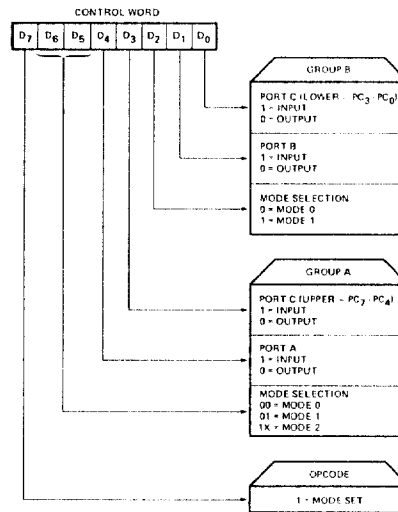 CONTROL WORD
D7 D6 D5 D4 D3 D2 D1 D0
GROUP B
PORT C (LOWER - PC3 - PC0)
1 = INPUT
0 = OUTPUT
PORT B
1 = INPUT
0 = OUTPUT
MODE SELECTION
0 = MODE 0
1 = MODE 1
GROUP A
PORT C (UPPER - PC7 - PC4)
1 = INPUT
0 = OUTPUT
PORT A
1 = INPUT
0 = OUTPUT
MODE SELECTION
00 = MODE 0
01 = MODE 1
1X = MODE 2
OPCODE
1 = MODE SET